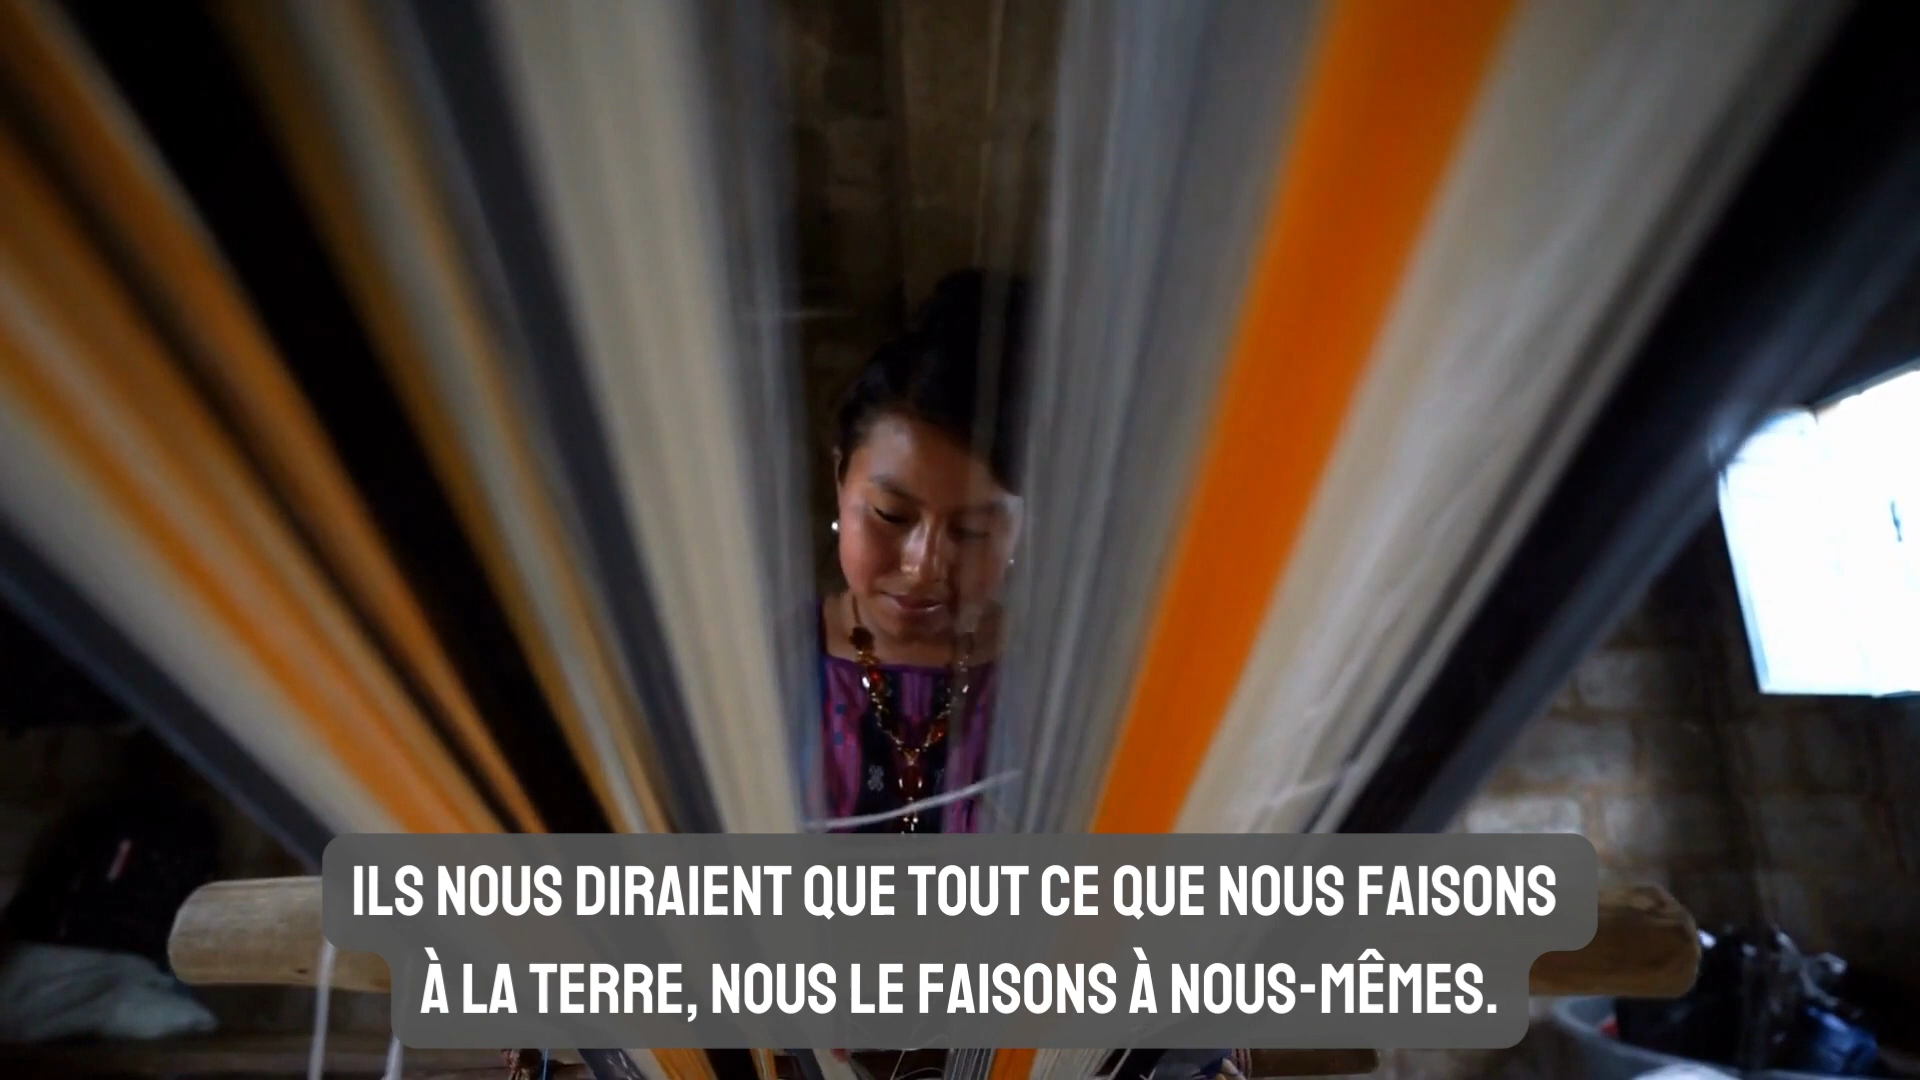 ILS NOUS DIRAIENT QUE TOUT CE QUE NOUS FAISONS
À LA TERRE, NOUS LE FAISONS À NOUS-MÊMES.